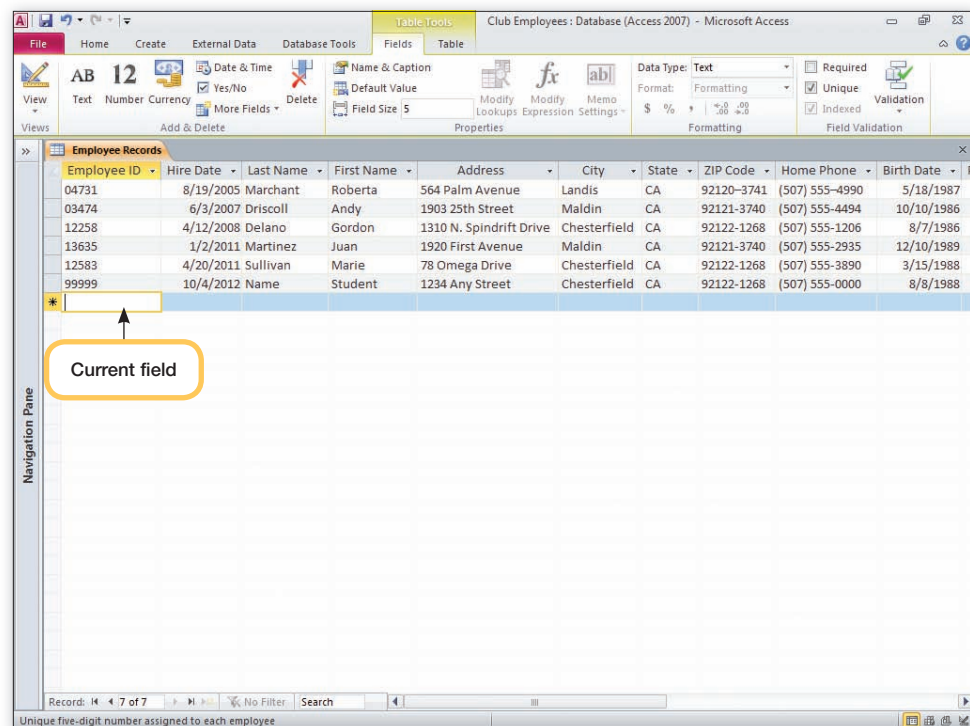 A
Table Tools
Club Employees : Database (Access 2007) - Microsoft Access
File Home Create External Data Database Tools Fields Table
View
AB Text
12 Number
Currency
Date & Time
Yes/No
More Fields
Delete
Name & Caption
Default Value
Field Size 5
Modify Lookups
fx Modify Expression
ab Memo Settings
Data Type: Text
Format: Formatting
$ % , .00 .0
Required
Unique
Indexed
Validation
Views Add & Delete Properties Formatting Field Validation
Employee Records
Employee ID Hire Date Last Name First Name Address City State ZIP Code Home Phone Birth Date
04731 8/19/2005 Marchant Roberta 564 Palm Avenue Landis CA 92120–3741 (507) 555–4990 5/18/1987
03474 6/3/2007 Driscoll Andy 1903 25th Street Maldin CA 92121-3740 (507) 555-4494 10/10/1986
12258 4/12/2008 Delano Gordon 1310 N. Spindrift Drive Chesterfield CA 92122-1268 (507) 555-1206 8/7/1986
13635 1/2/2011 Martinez Juan 1920 First Avenue Maldin CA 92121-3740 (507) 555-2935 12/10/1989
12583 4/20/2011 Sullivan Marie 78 Omega Drive Chesterfield CA 92122-1268 (507) 555-3890 3/15/1988
99999 10/4/2012 Name Student 1234 Any Street Chesterfield CA 92122-1268 (507) 555-0000 8/8/1988
Current field
Navigation Pane
Record: 7 of 7 No Filter Search
Unique five-digit number assigned to each employee